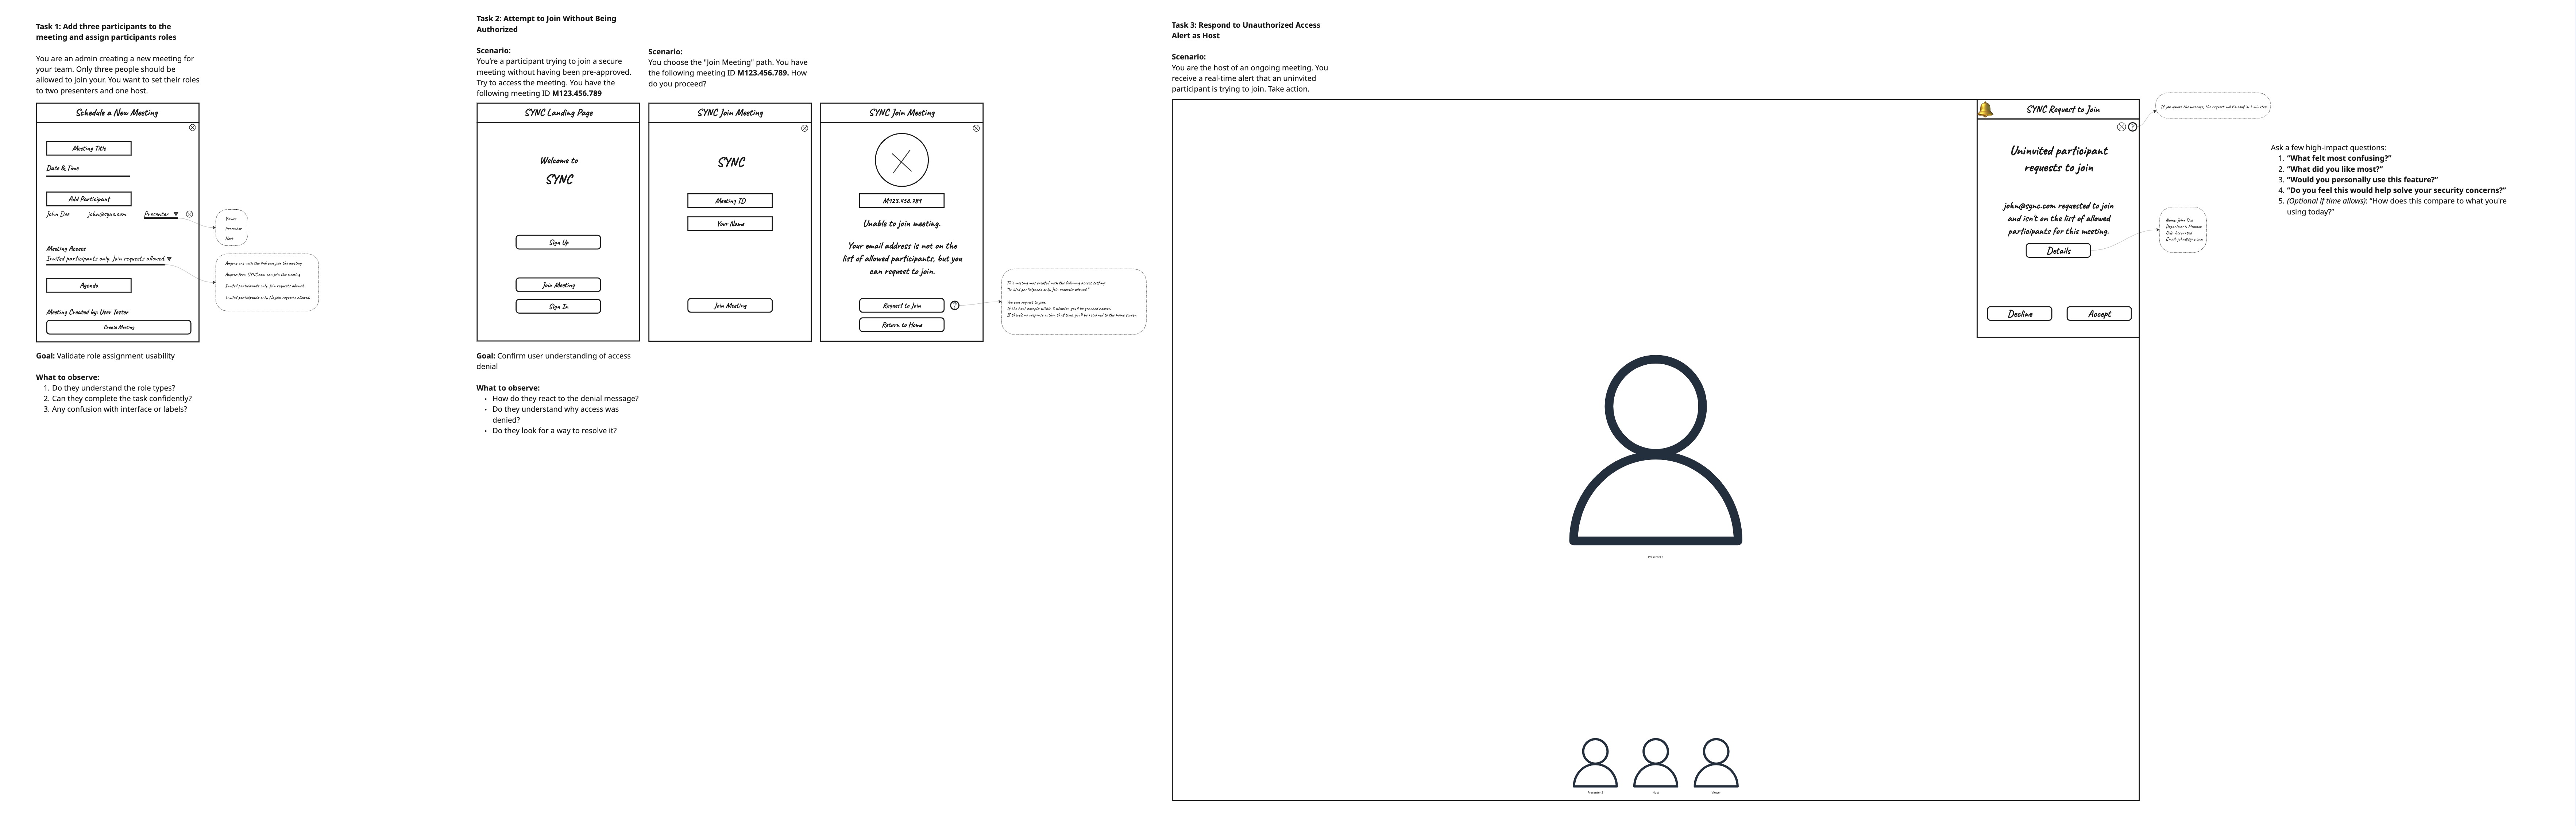 Task 1: Add three participants to the
meeting and assign participants roles
You are an admin creating a new meeting for
your team. Only three people should be
allowed to join your. You want to set their roles
to two presenters and one host.
Schedule a New Meeting
Meeting Title
Date & Time
Add Participant
John Doe john@sync.com Presenter
Viewer
Presenter
Host
Meeting Access
Invited participants only. Join requests allowed
Anyone one with the link can join the meeting
Anyone from SYNC.com can join the meeting
Invited participants only. Join requests allowed.
Invited participants only. No join requests allowed.
Agenda
Meeting Created by: User Tester
Create Meeting
Goal: Validate role assignment usability
What to observe:
1. Do they understand the role types?
2. Can they complete the task confidently?
3. Any confusion with interface or labels?
Task 2: Attempt to Join Without Being
Authorized
Scenario:
You're a participant trying to join a secure
meeting without having been pre-approved.
Try to access the meeting. You have the
following meeting ID M123.456.789
SYNC Landing Page
Welcome to
SYNC
Sign Up
Join Meeting
Sign In
Goal: Confirm user understanding of access
denial
What to observe:
· How do they react to the denial message?
· Do they understand why access was
denied?
· Do they look for a way to resolve it?
Scenario:
You choose the "Join Meeting" path. You have
the following meeting ID M123.456.789. How
do you proceed?
SYNC Join Meeting
SYNC
Meeting ID
Your Name
Join Meeting
SYNC Join Meeting
M123.456.789
Unable to join meeting.
Your email address is not on the
list of allowed participants, but you
can request to join.
Request to Join ?
Return to Home
This meeting was created with the following access setting:
"Invited participants only. Join requests allowed."
You can request to join.
If the host accepts within 5 minutes, you'll be granted access.
If there's no response within that time, you'll be returned to the home screen.
Task 3: Respond to Unauthorized Access
Alert as Host
Scenario:
You are the host of an ongoing meeting. You
receive a real-time alert that an uninvited
participant is trying to join. Take action.
SYNC Request to Join
?
If you ignore the message, the request will timeout in 5 minutes
Uninvited participant
requests to join
john@sync.com requested to join
and isn't on the list of allowed
participants for this meeting.
Details
Name: John Doe
Department: Finance
Role: Accountant
Email: john@sync.com
Decline
Accept
Presenter 1
Presenter 2
Host
Viewer
Ask a few high-impact questions:
1. "What felt most confusing?"
2. "What did you like most?"
3. "Would you personally use this feature?"
4. "Do you feel this would help solve your security concerns?"
5. (Optional if time allows): "How does this compare to what you're
using today?"